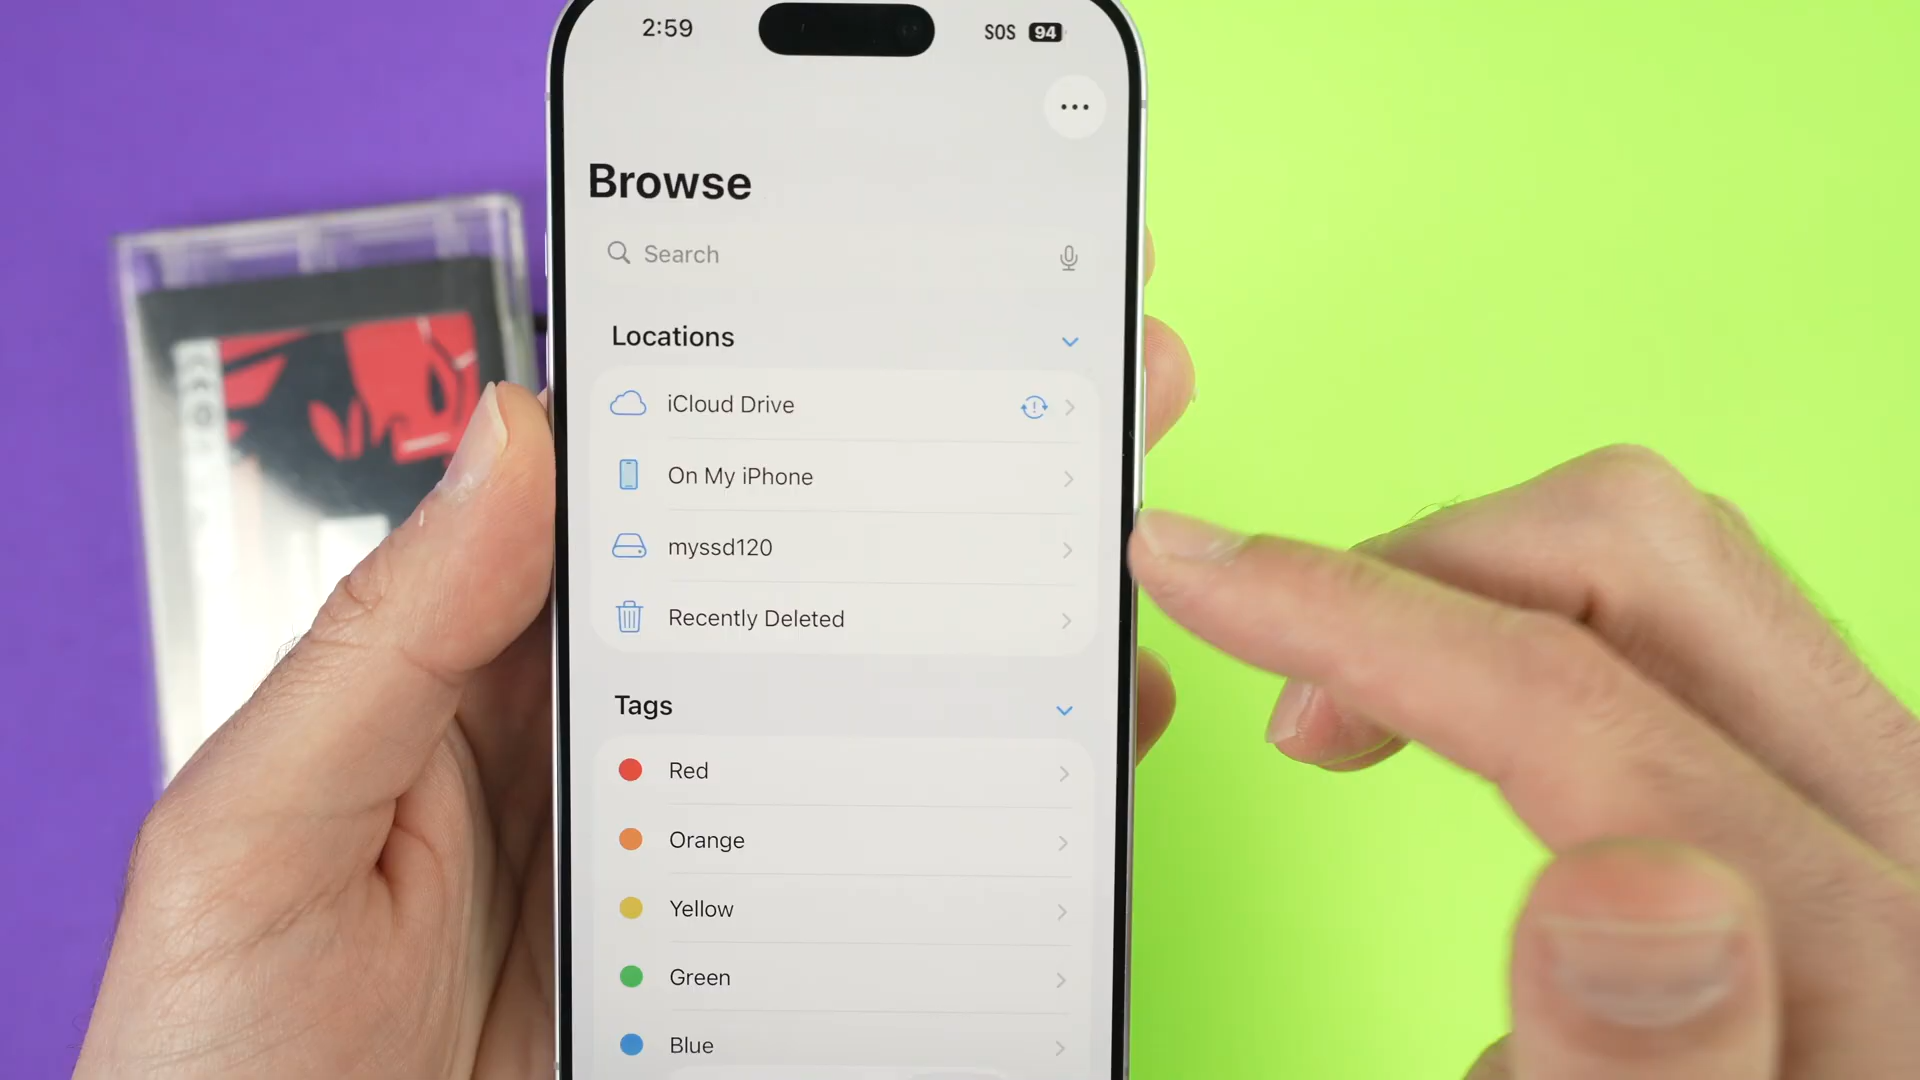 2:59
SOS 94
Browse
Search
Locations
iCloud Drive
On My iPhone
myssd120
Recently Deleted
Tags
Red
Orange
Yellow
Green
Blue